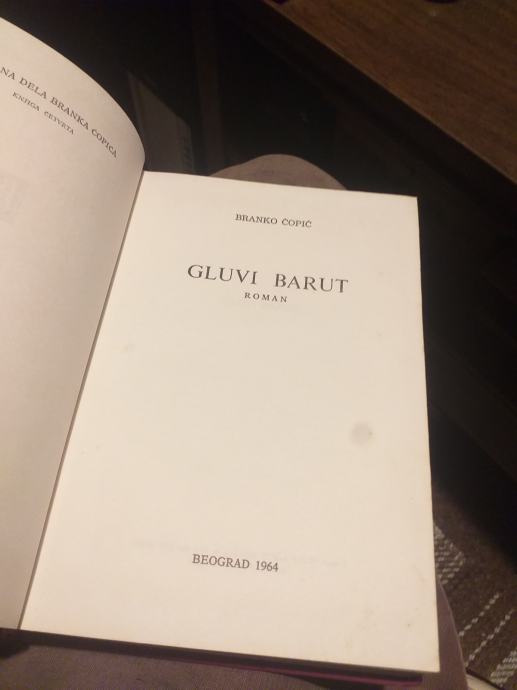 NA DELA BRANKA ĆOPIĆA
KNJIGA ČETVRTA
BRANKO ĆOPIĆ
GLUVI BARUT
ROMAN
BEOGRAD 1964